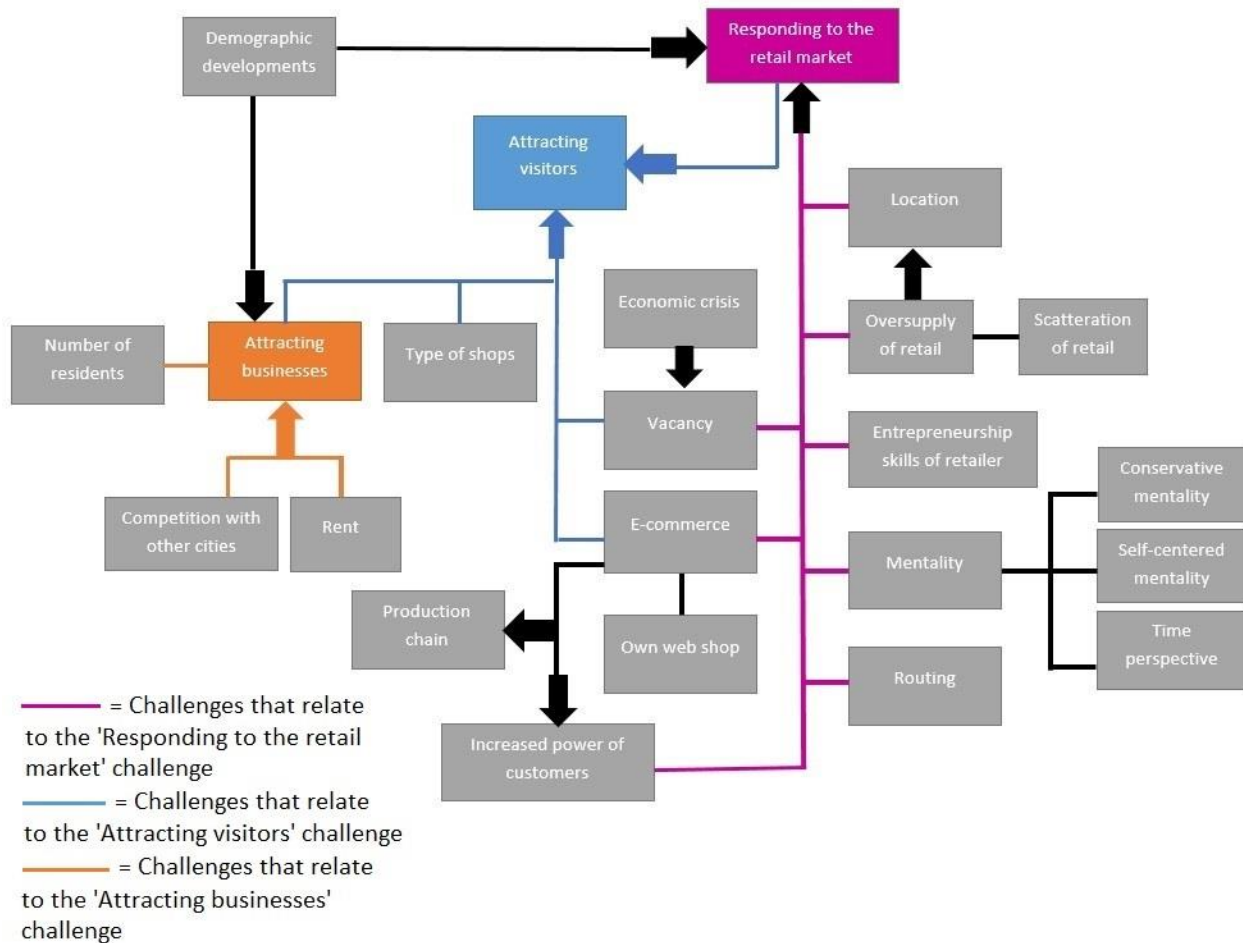 Demographic
developments
Responding to the
retail market
Attracting
visitors
Location
Economic crisis
Oversupply
of retail
Scatteration
of retail
Number of
residents
Attracting
businesses
Type of shops
Vacancy
Entrepreneurship
skills of retailer
Conservative
mentality
Competition with
other cities
Rent
E-commerce
Mentality
Self-centered
mentality
Production
chain
Own web shop
Time
perspective
Routing
Increased power of
customers
= Challenges that relate
to the 'Responding to the retail
market' challenge
= Challenges that relate
to the 'Attracting visitors' challenge
= Challenges that relate
to the 'Attracting businesses'
challenge